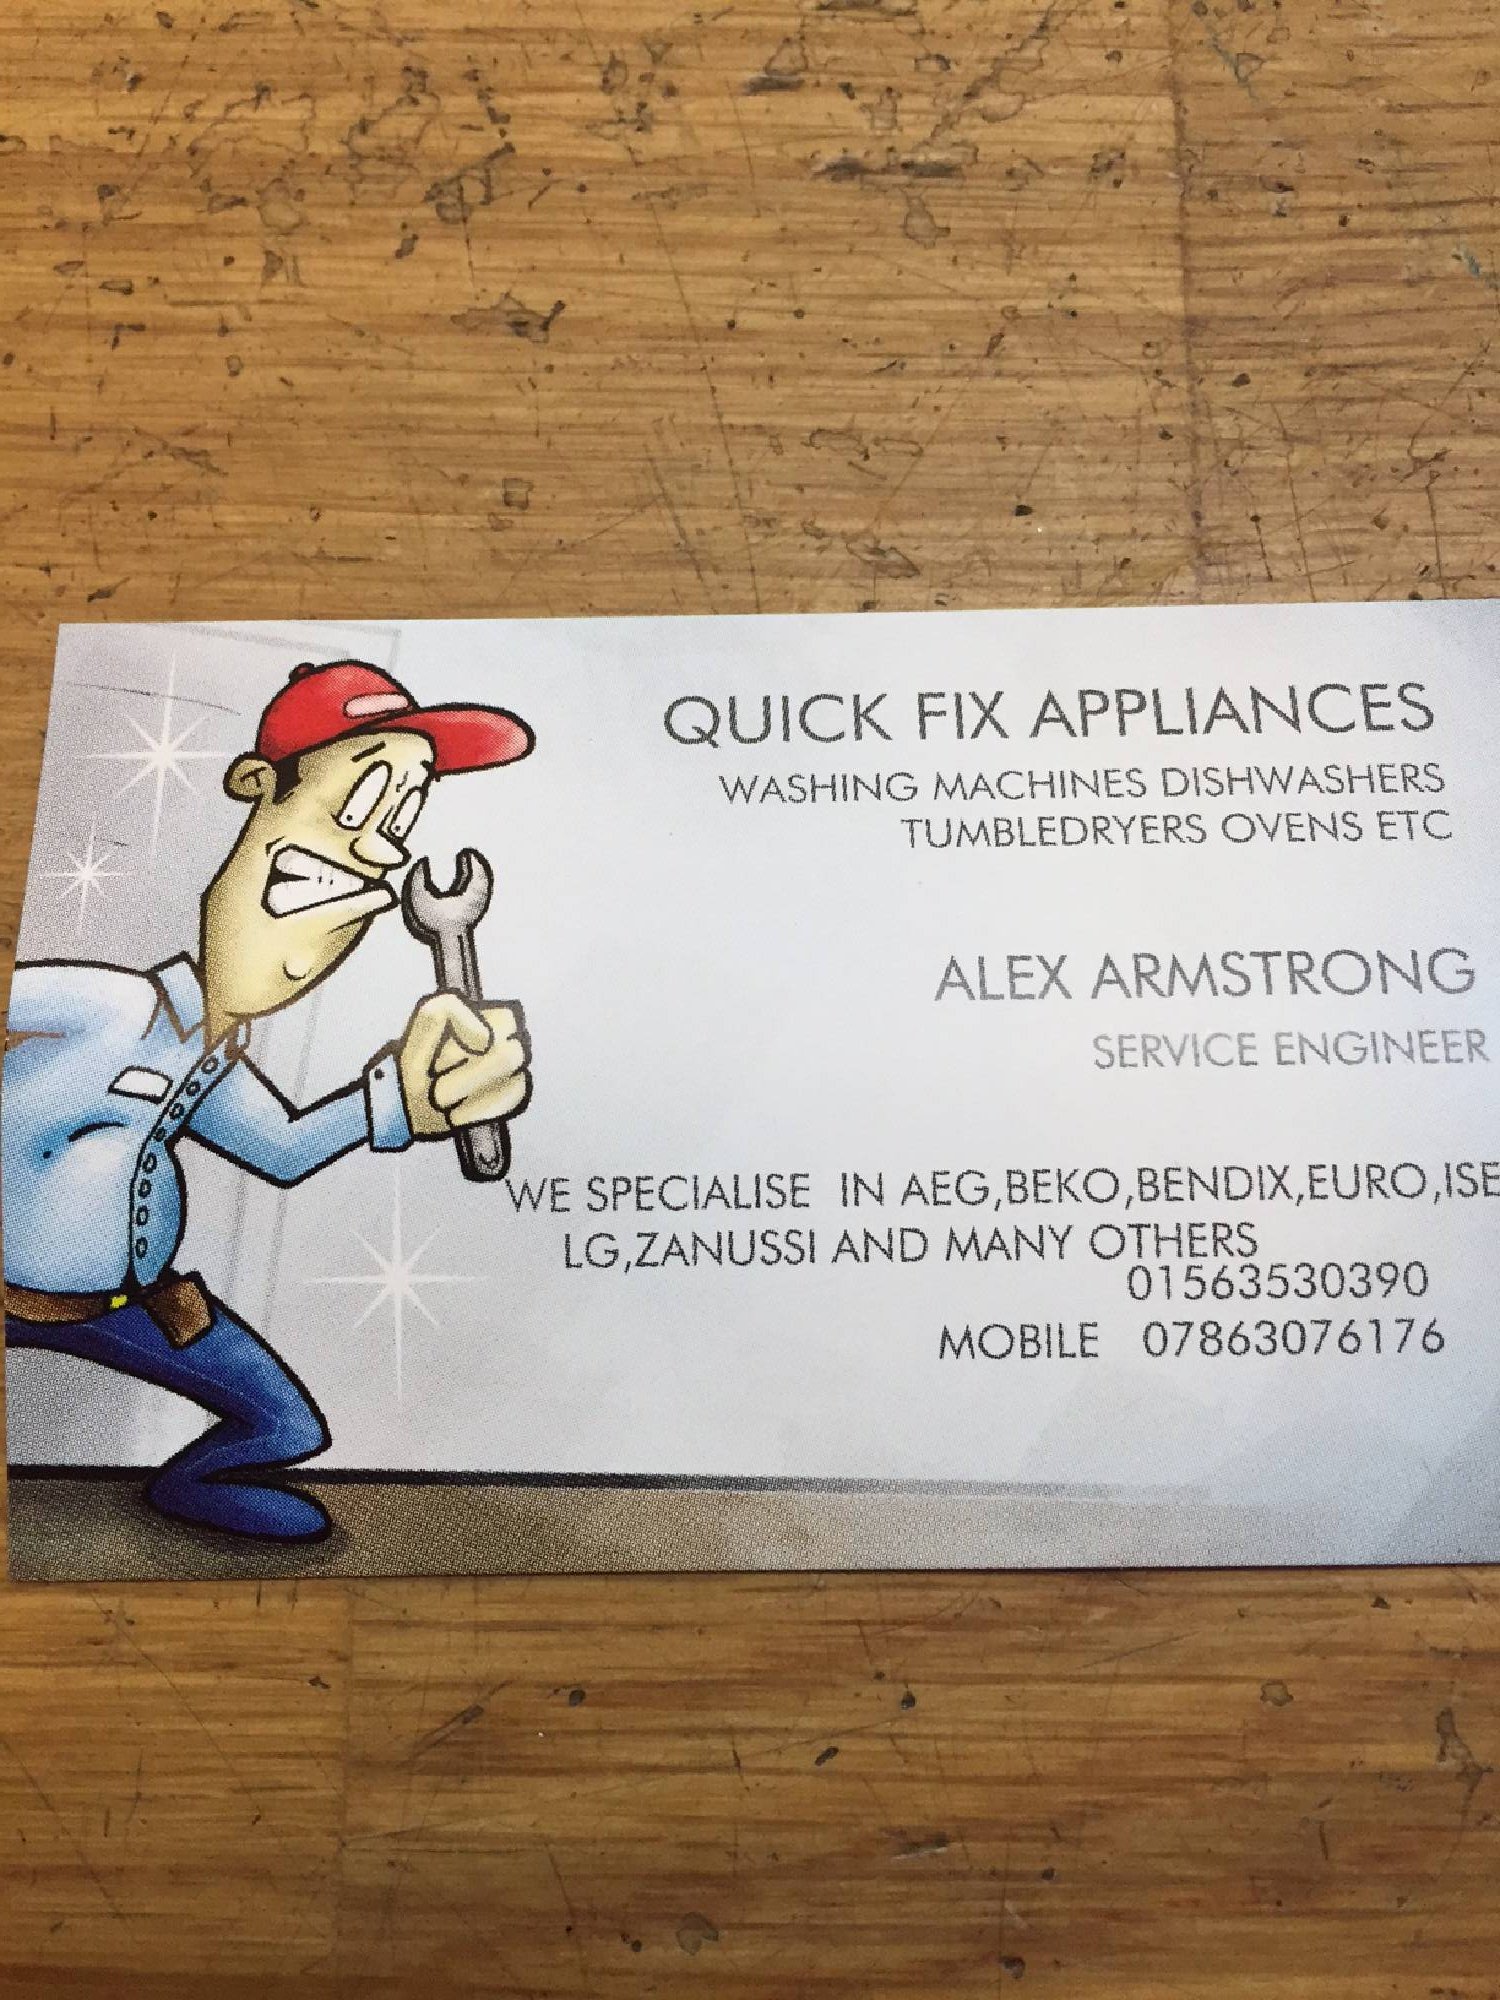 QUICK FIX APPLIANCES
WASHING MACHINES DISHWASHERS
TUMBLEDRYERS OVENS ETC
ALEX ARMSTRONG
SERVICE ENGINEER
WE SPECIALISE IN AEG,BEKO,BENDIX,EURO,ISE
LG,ZANUSSI AND MANY OTHERS
01563530390
MOBILE 07863076176